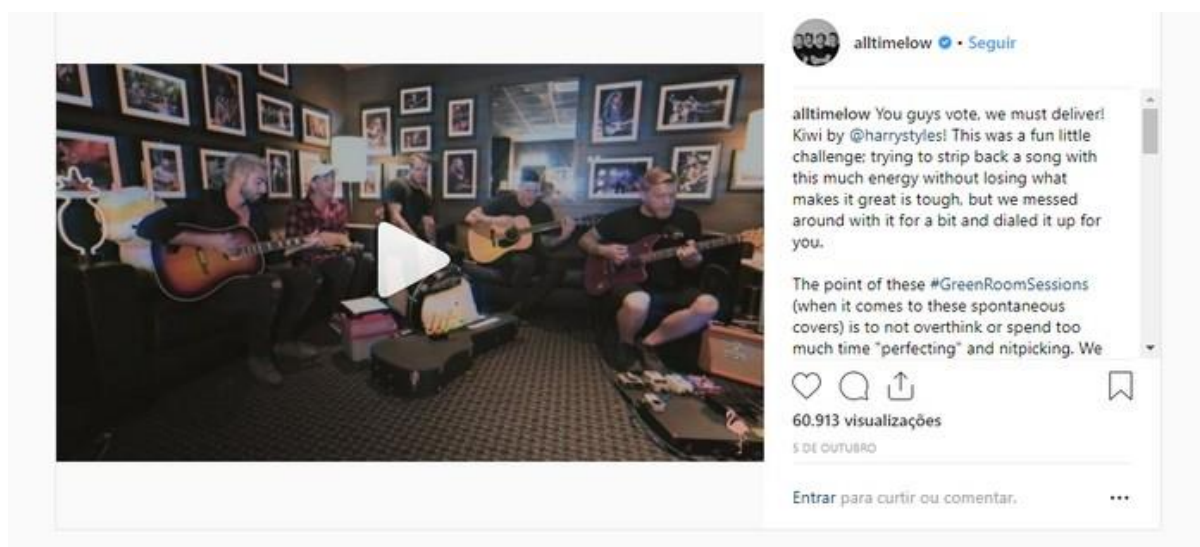 alltimelow • Seguir
alltimelow You guys vote, we must deliver!
Kiwi by @harrystyles! This was a fun little
challenge; trying to strip back a song with
this much energy without losing what
makes it great is tough, but we messed
around with it for a bit and dialed it up for
you.
The point of these #GreenRoomSessions
(when it comes to these spontaneous
covers) is to not overthink or spend too
much time "perfecting" and nitpicking. We
60.913 visualizações
5 DE OUTUBRO
Entrar para curtir ou comentar.